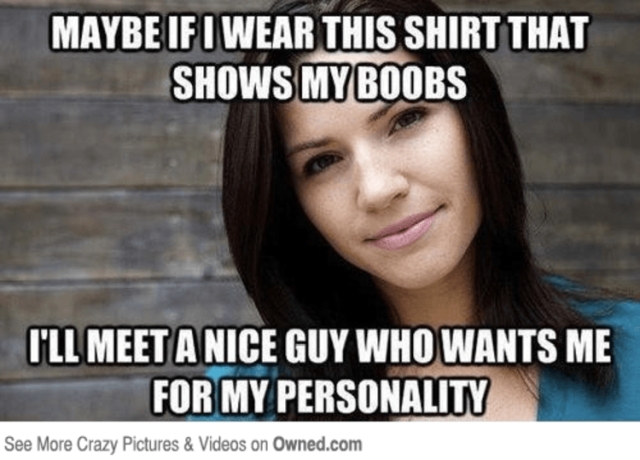 MAYBE IF I WEAR THIS SHIRT THAT
SHOWS MY BOOBS
I'LL MEET A NICE GUY WHO WANTS ME
FOR MY PERSONALITY
See More Crazy Pictures & Videos on Owned.com